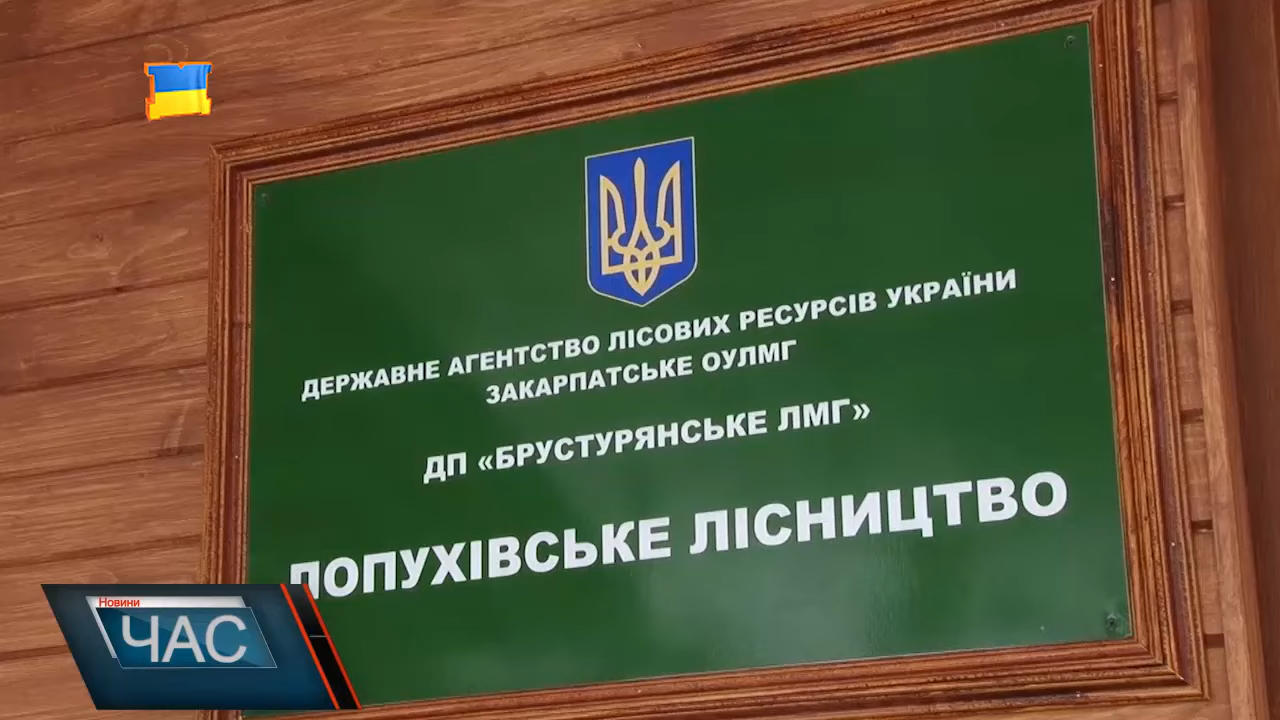 ДЕРЖАВНЕ АГЕНТСТВО ЛІСОВИХ РЕСУРСІВ УКРАЇНИ
ЗАКАРПАТСЬКЕ ОУЛМГ
ДП «БРУСТУРЯНСЬКЕ ЛМГ»
ЛОПУХІВСЬКЕ ЛІСНИЦТВО
Новини
ЧАС